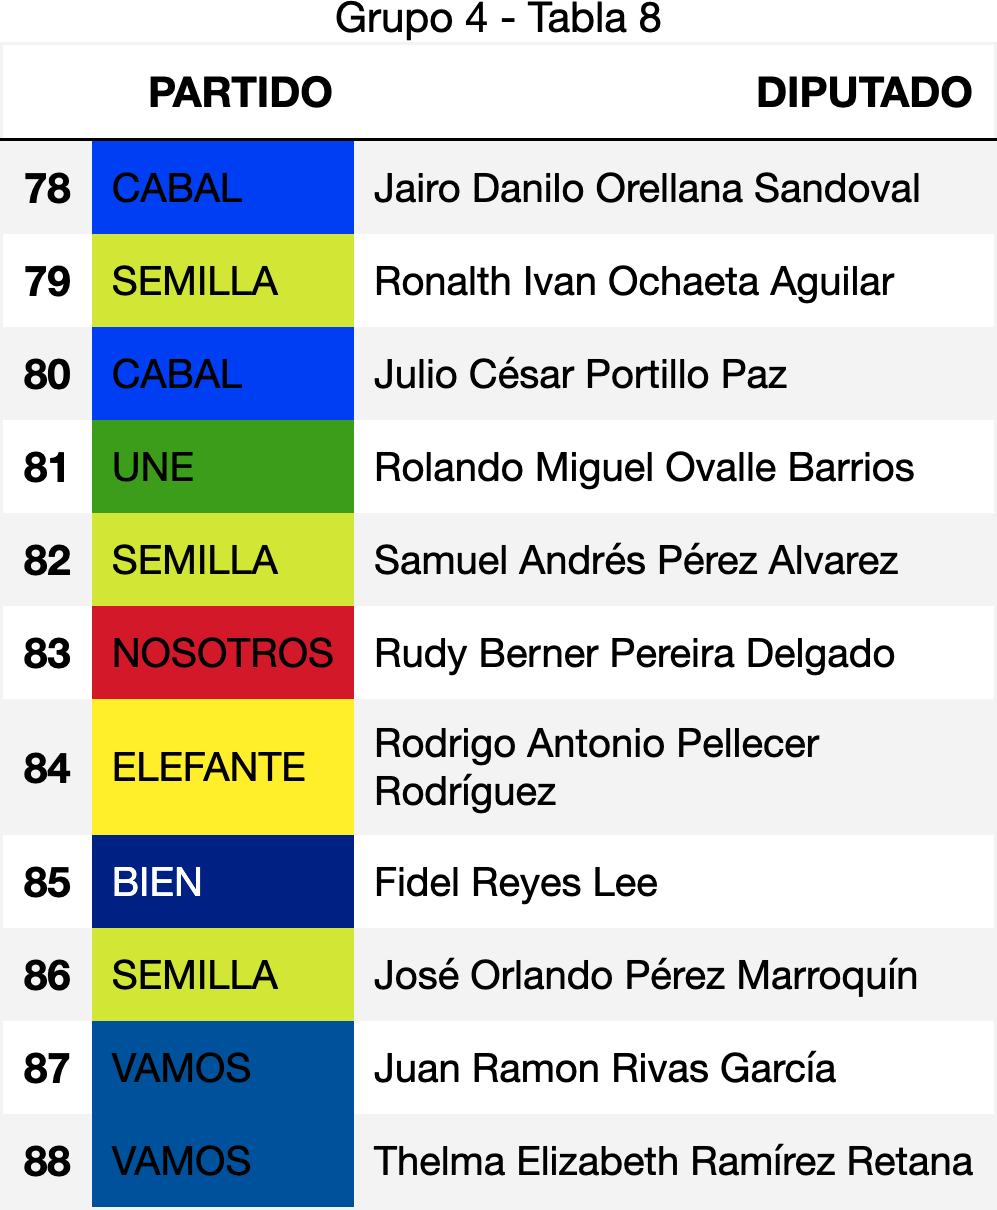 Grupo 4 - Tabla 8
PARTIDO DIPUTADO
78 CABAL Jairo Danilo Orellana Sandoval
79 SEMILLA Ronalth Ivan Ochaeta Aguilar
80 CABAL Julio César Portillo Paz
81 UNE Rolando Miguel Ovalle Barrios
82 SEMILLA Samuel Andrés Pérez Alvarez
83 NOSOTROS Rudy Berner Pereira Delgado
84 ELEFANTE Rodrigo Antonio Pellecer
Rodríguez
85 BIEN Fidel Reyes Lee
86 SEMILLA José Orlando Pérez Marroquín
87 VAMOS Juan Ramon Rivas García
88 VAMOS Thelma Elizabeth Ramírez Retana